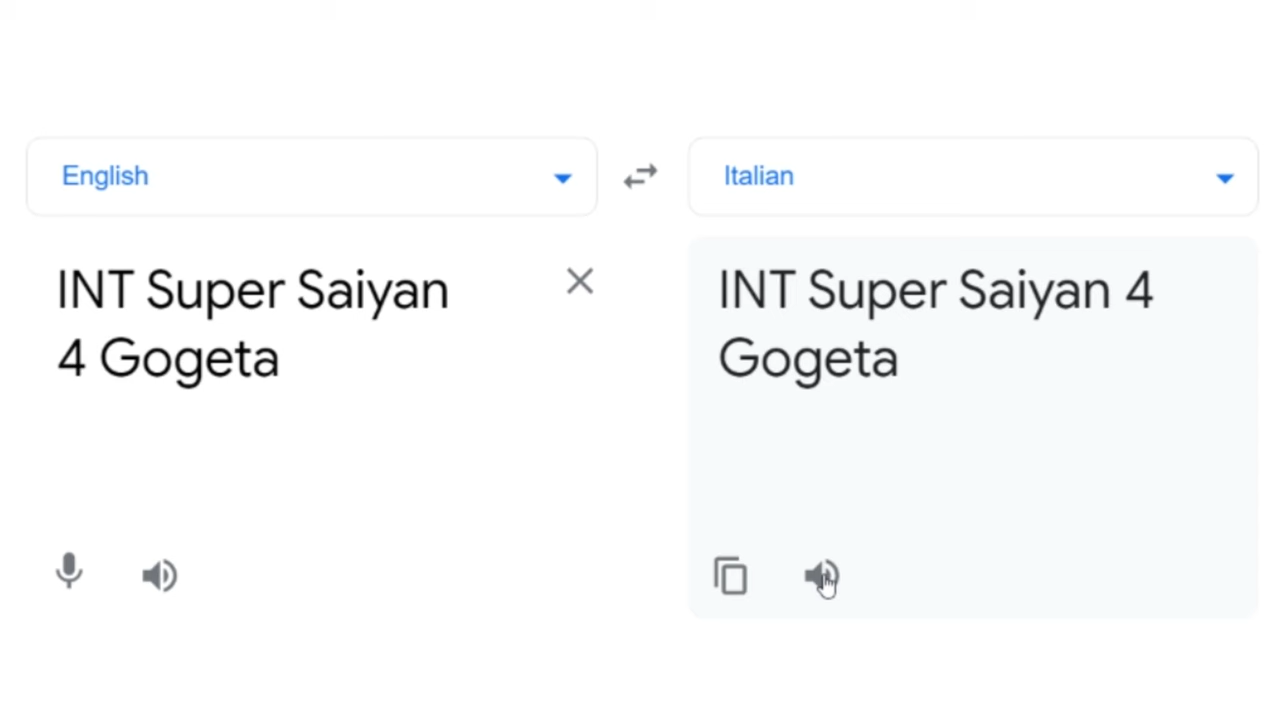 English
Italian
INT Super Saiyan
4 Gogeta
INT Super Saiyan 4
Gogeta